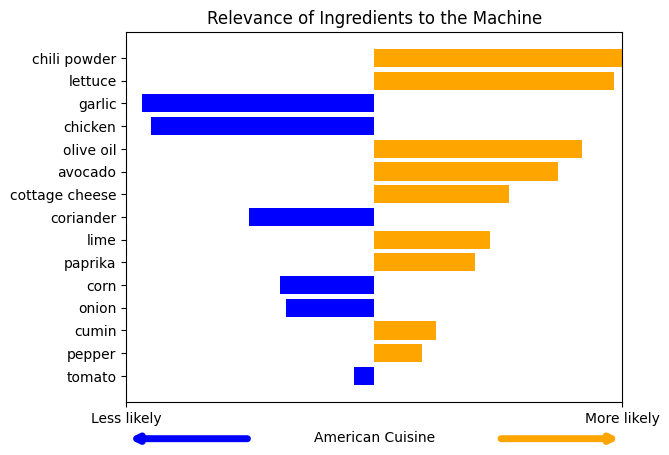 Relevance of Ingredients to the Machine
chili powder
lettuce
garlic
chicken
olive oil
avocado
cottage cheese
coriander
lime
paprika
corn
onion
cumin
pepper
tomato
Less likely
More likely
American Cuisine